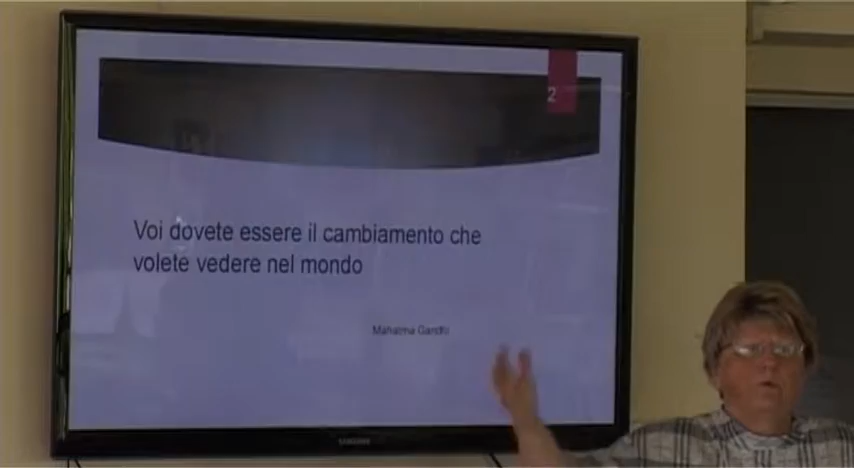 2
Voi dovete essere il cambiamento che
volete vedere nel mondo
Mahatma Gandhi
SAMSUNG